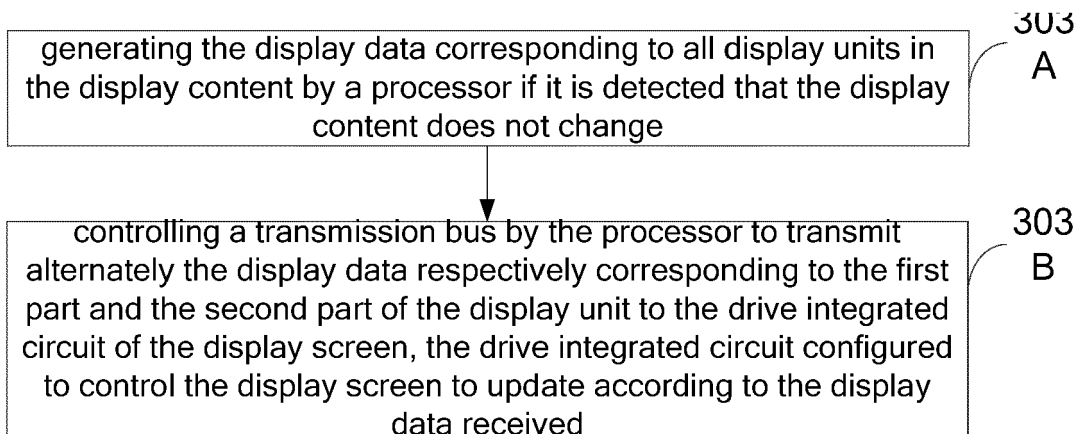 303
A
generating the display data corresponding to all display units in
the display content by a processor if it is detected that the display
content does not change
303
B
controlling a transmission bus by the processor to transmit
alternately the display data respectively corresponding to the first
part and the second part of the display unit to the drive integrated
circuit of the display screen, the drive integrated circuit configured
to control the display screen to update according to the display
data received